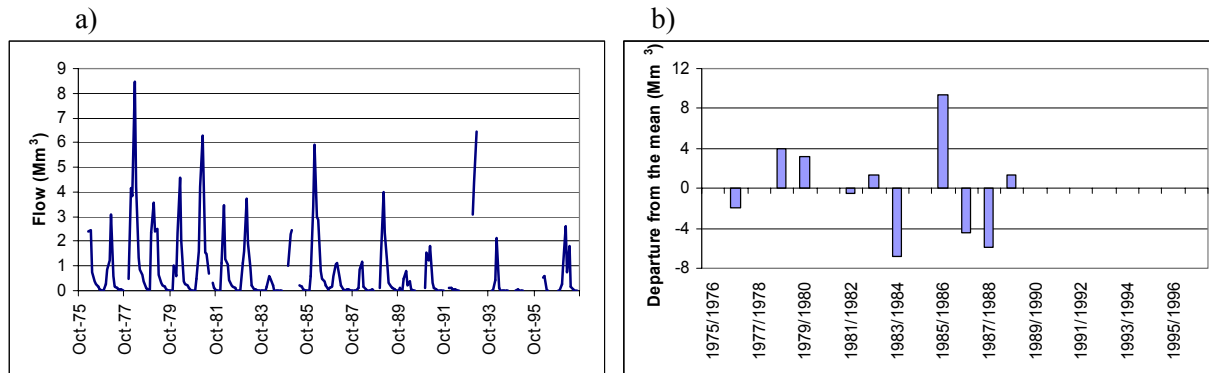 a)
Flow (Mm³)
9
8
7
6
5
4
3
2
1
0
Oct-75
Oct-77
Oct-79
Oct-81
Oct-83
Oct-85
Oct-87
Oct-89
Oct-91
Oct-93
Oct-95
b)
Departure from the mean (Mm³)
12
8
4
0
-4
-8
1975/1976
1977/1978
1979/1980
1981/1982
1983/1984
1985/1986
1987/1988
1989/1990
1991/1992
1993/1994
1995/1996